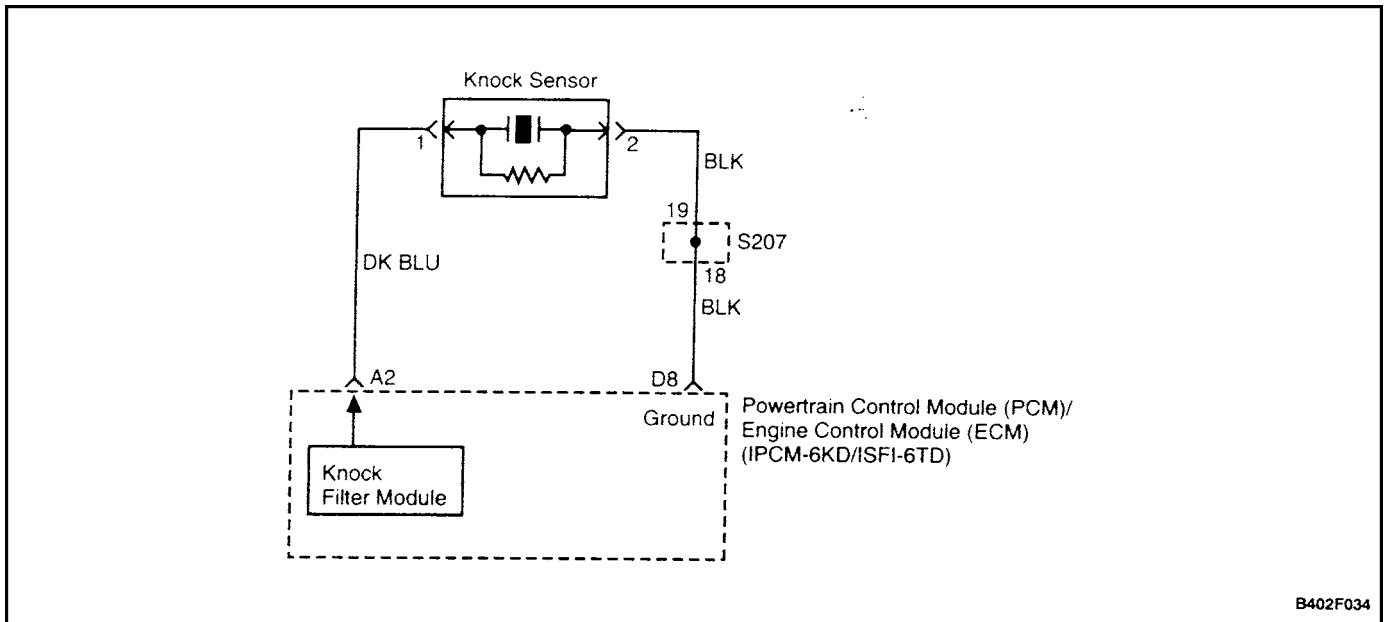 Knock Sensor
1
2
BLK
19
S207
DK BLU
18
BLK
A2
D8
Ground
Powertrain Control Module (PCM)/
Engine Control Module (ECM)
(IPCM-6KD/ISFI-6TD)
Knock
Filter Module
B402F034